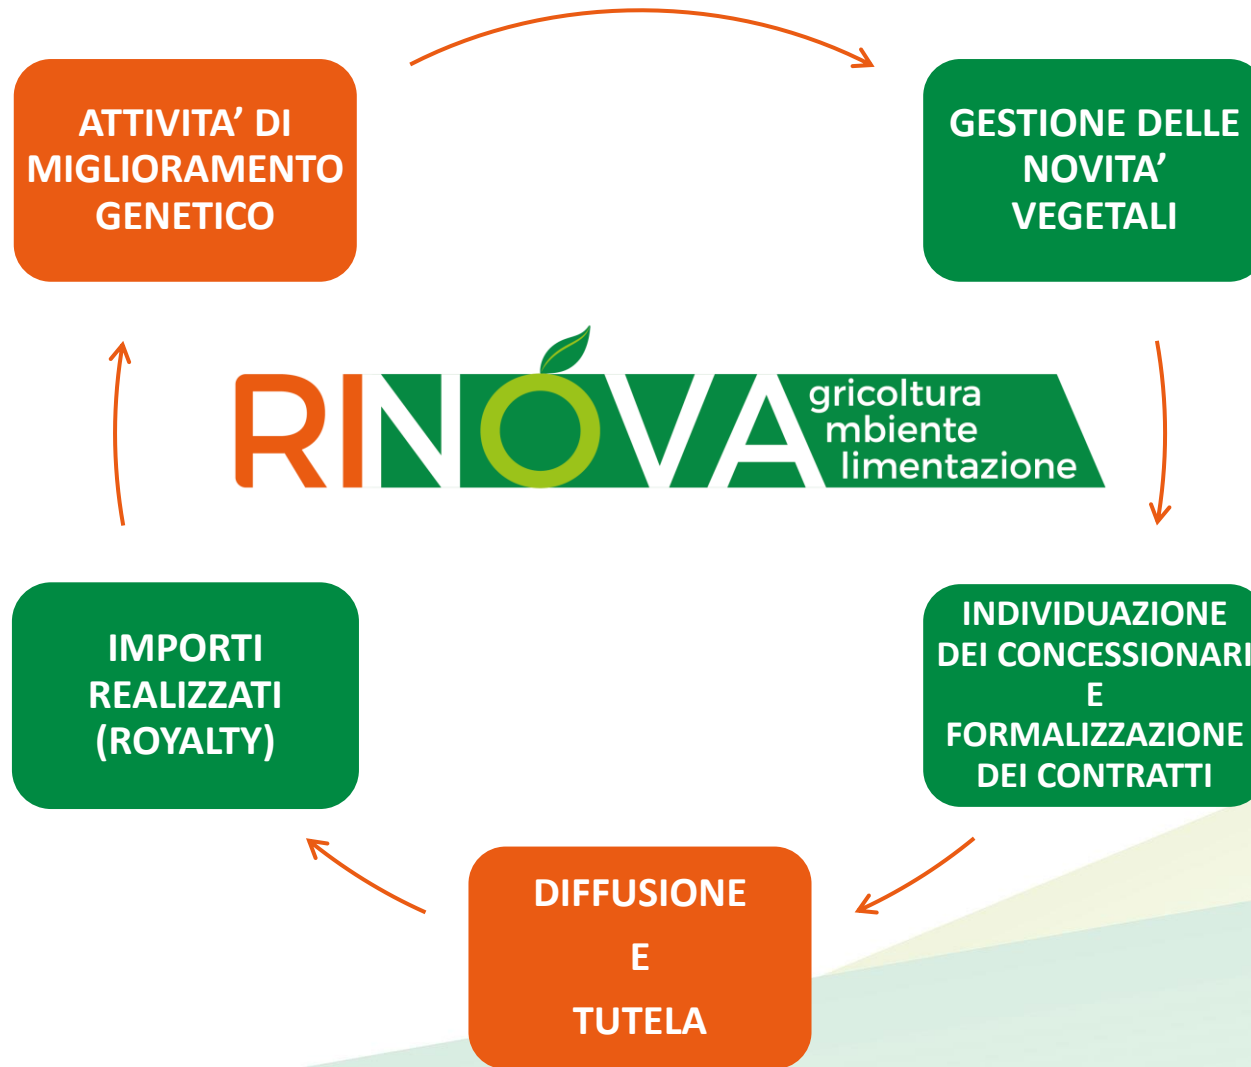 ATTIVITA’ DI
MIGLIORAMENTO
GENETICO
GESTIONE DELLE
NOVITA’
VEGETALI
RINOVA
gricoltura
mbiente
limentazione
IMPORTI
REALIZZATI
(ROYALTY)
INDIVIDUAZIONE
DEI CONCESSIONARI
E
FORMALIZZAZIONE
DEI CONTRATTI
DIFFUSIONE
E
TUTELA